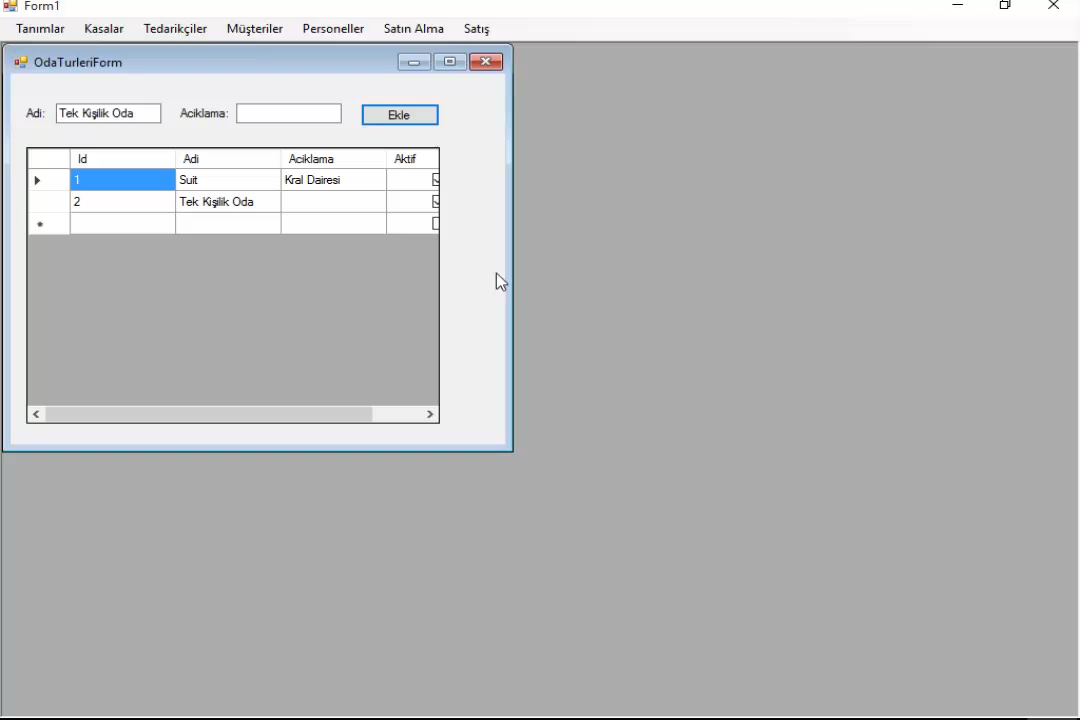 Form1
Tanımlar Kasalar Tedarikçiler Müşteriler Personeller Satın Alma Satış
OdaTurleriForm
Adi: Tek Kişilik Oda Aciklama: Ekle
Id Adi Aciklama Aktif
1 Suit Kral Dairesi
2 Tek Kişilik Oda